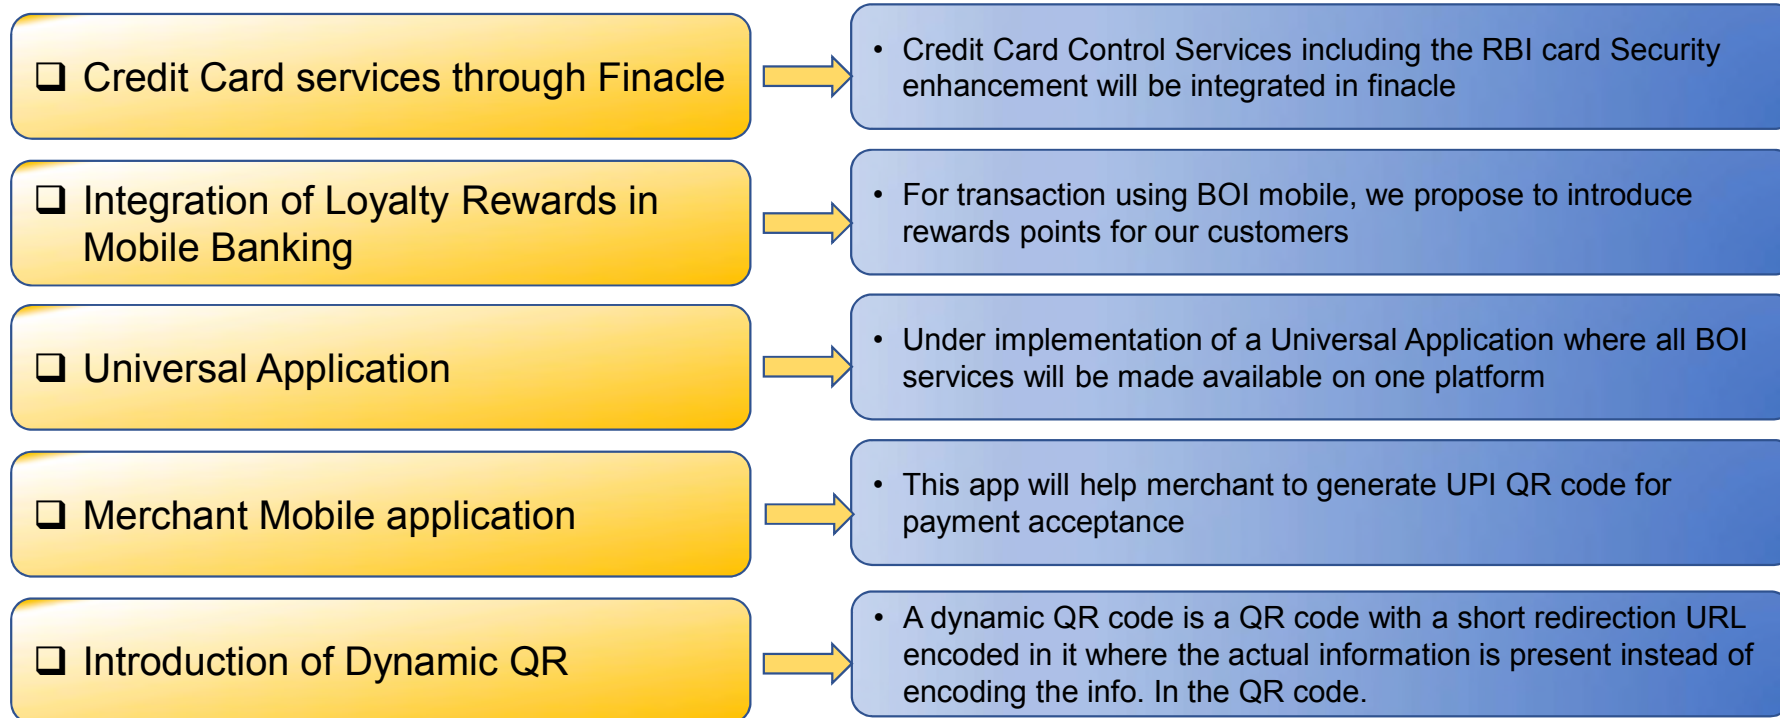 ❑ Credit Card services through Finacle
• Credit Card Control Services including the RBI card Security
enhancement will be integrated in finacle
❑ Integration of Loyalty Rewards in
Mobile Banking
• For transaction using BOI mobile, we propose to introduce
rewards points for our customers
❑ Universal Application
• Under implementation of a Universal Application where all BOI
services will be made available on one platform
❑ Merchant Mobile application
• This app will help merchant to generate UPI QR code for
payment acceptance
❑ Introduction of Dynamic QR
• A dynamic QR code is a QR code with a short redirection URL
encoded in it where the actual information is present instead of
encoding the info. In the QR code.